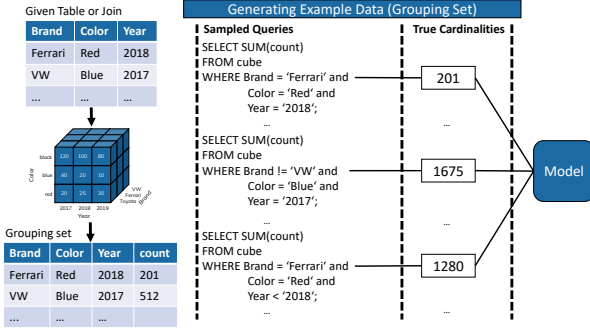 Given Table or Join
Brand Color Year
Ferrari Red 2018
VW Blue 2017
... ... ...
black 120 100 80
blue 40 20 10
red 20 25 30
Color
2017 2018 2019
Year
VW
Ferrari
Toyota
Brand
Grouping set
Brand Color Year count
Ferrari Red 2018 201
VW Blue 2017 512
... ... ...
Generating Example Data (Grouping Set)
Sampled Queries True Cardinalities
SELECT SUM(count)
FROM cube
WHERE Brand = ‘Ferrari’ and
Color = ‘Red’ and
Year = ‘2018’;
201
... ...
SELECT SUM(count)
FROM cube
WHERE Brand != ‘VW’ and
Color = ‘Blue’ and
Year = ‘2017’;
1675
... ...
SELECT SUM(count)
FROM cube
WHERE Brand = ‘Ferrari’ and
Color = ‘Red’ and
Year < ‘2018’;
1280
... ...
Model